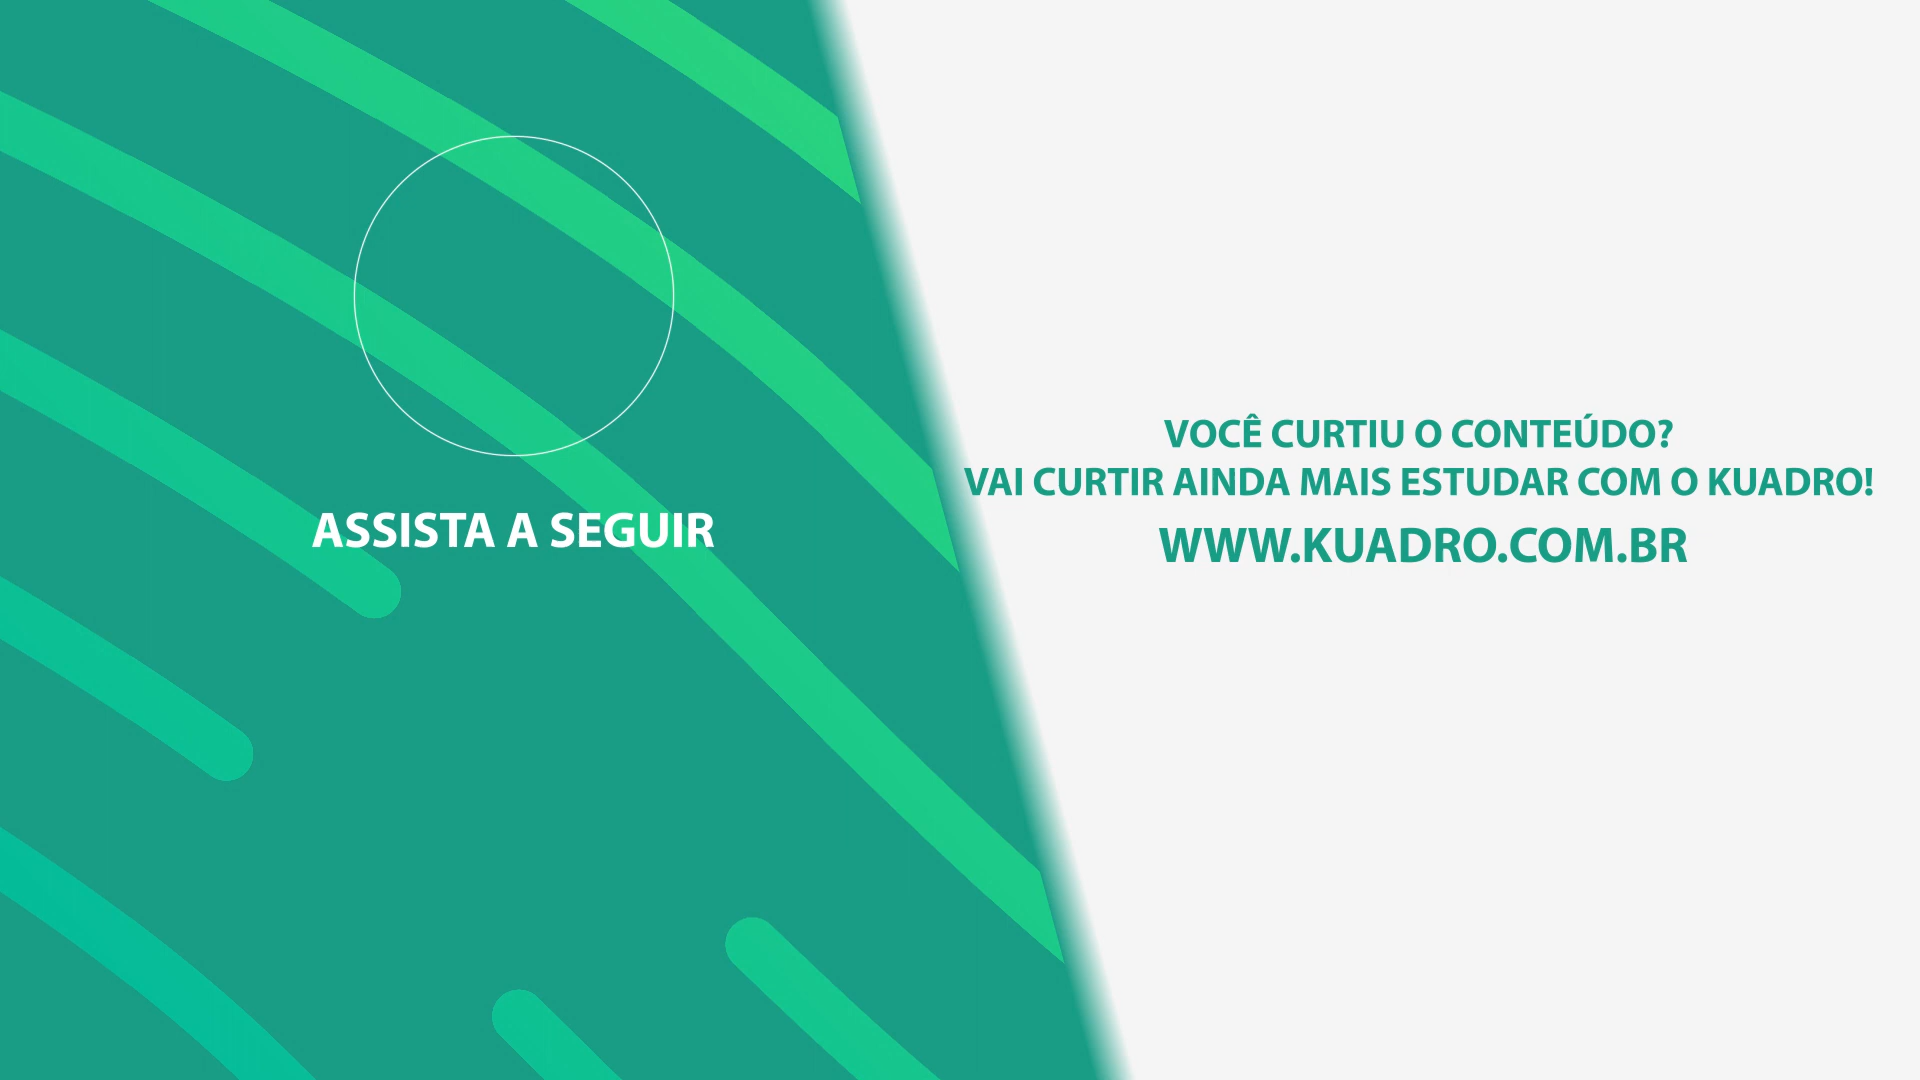 ASSISTA A SEGUIR
VOCÊ CURTIU O CONTEÚDO?
VAI CURTIR AINDA MAIS ESTUDAR COM O KUADRO!
WWW.KUADRO.COM.BR